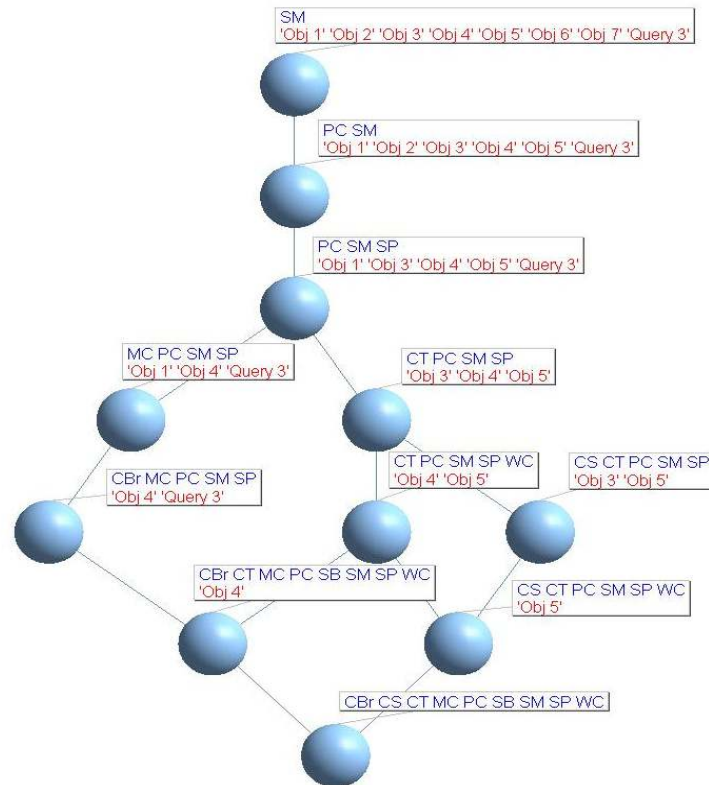 SM
'Obj 1' 'Obj 2' 'Obj 3' 'Obj 4' 'Obj 5' 'Obj 6' 'Obj 7' 'Query 3'
PC SM
'Obj 1' 'Obj 2' 'Obj 3' 'Obj 4' 'Obj 5' 'Query 3'
PC SM SP
'Obj 1' 'Obj 3' 'Obj 4' 'Obj 5' 'Query 3'
MC PC SM SP
'Obj 1' 'Obj 4' 'Query 3'
CT PC SM SP
'Obj 3' 'Obj 4' 'Obj 5'
CBr MC PC SM SP
'Obj 4' 'Query 3'
CT PC SM SP WC
'Obj 4' 'Obj 5'
CS CT PC SM SP
'Obj 3' 'Obj 5'
CBr CT MC PC SB SM SP WC
'Obj 4'
CS CT PC SM SP WC
'Obj 5'
CBr CS CT MC PC SB SM SP WC